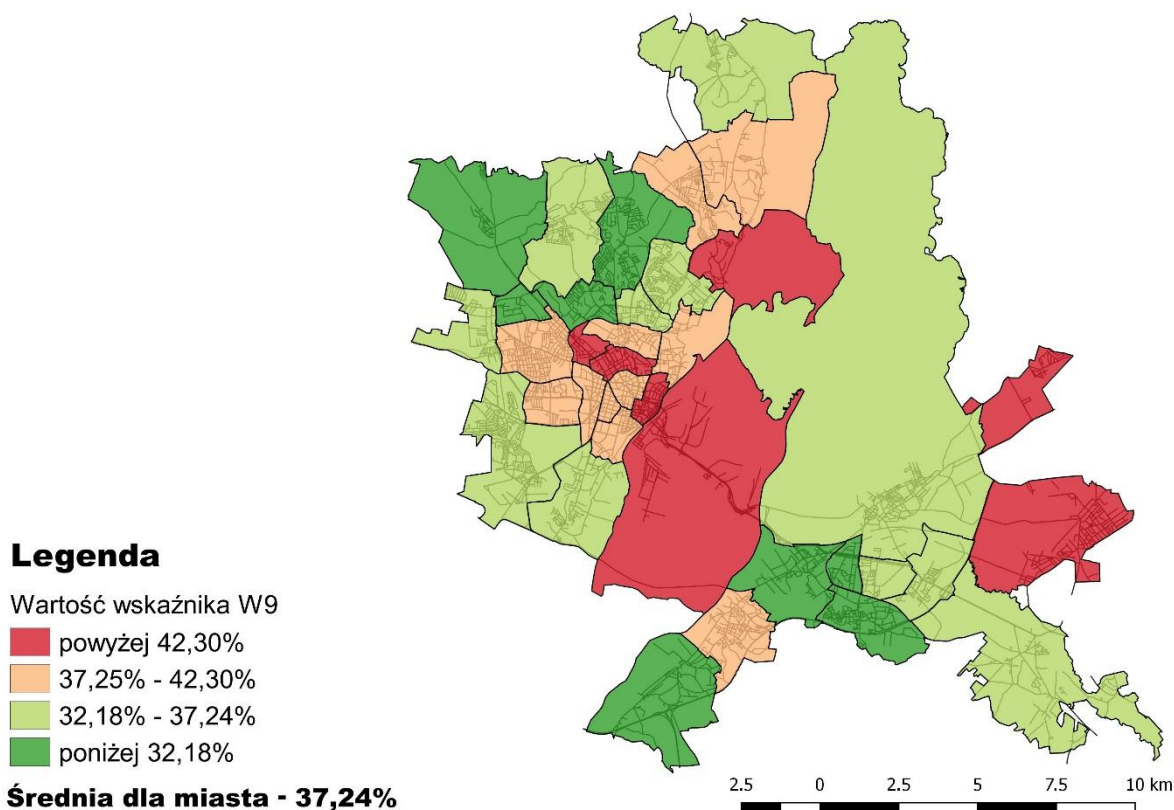 Legenda
Wartość wskaźnika W9
powyżej 42,30%
37,25% - 42,30%
32,18% - 37,24%
poniżej 32,18%
Średnia dla miasta - 37,24%
2.5 0 2.5 5 7.5 10 km